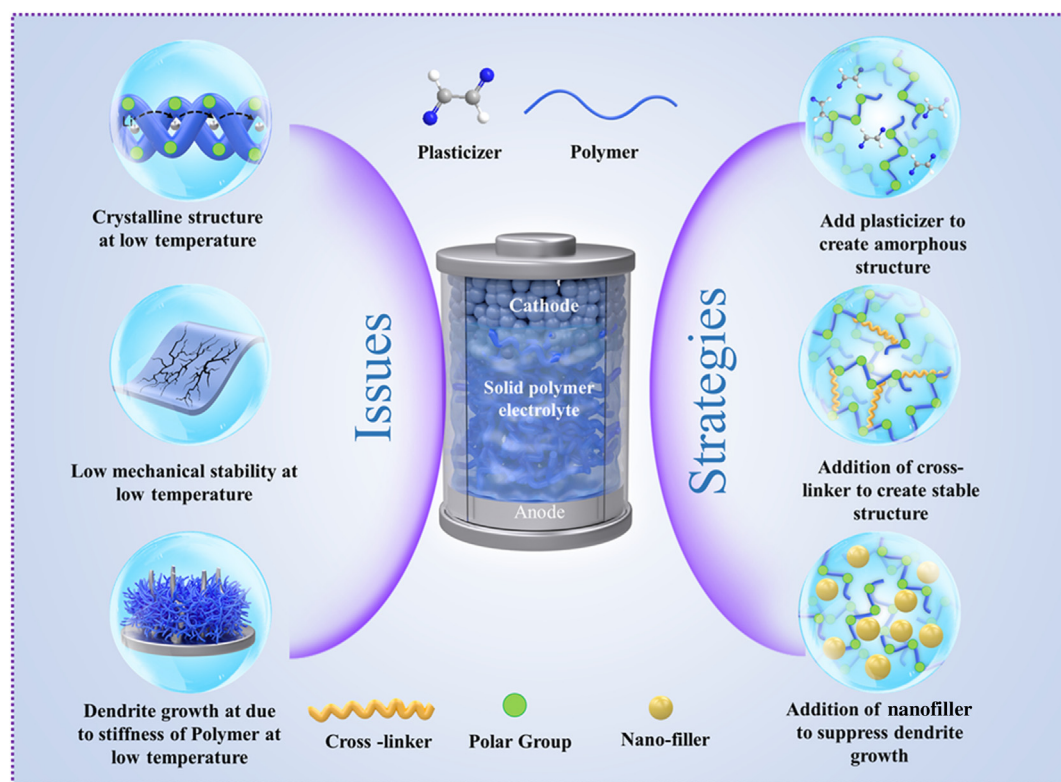 Li
Plasticizer
Polymer
Crystalline structure
at low temperature
Add plasticizer to
create amorphous
structure
Issues
Cathode
Solid polymer
electrolyte
Anode
Strategies
Low mechanical stability at
low temperature
Addition of cross-
linker to create stable
structure
Dendrite growth at due
to stiffness of Polymer at
low temperature
Cross -linker
Polar Group
Nano-filler
Addition of nanofiller
to suppress dendrite
growth